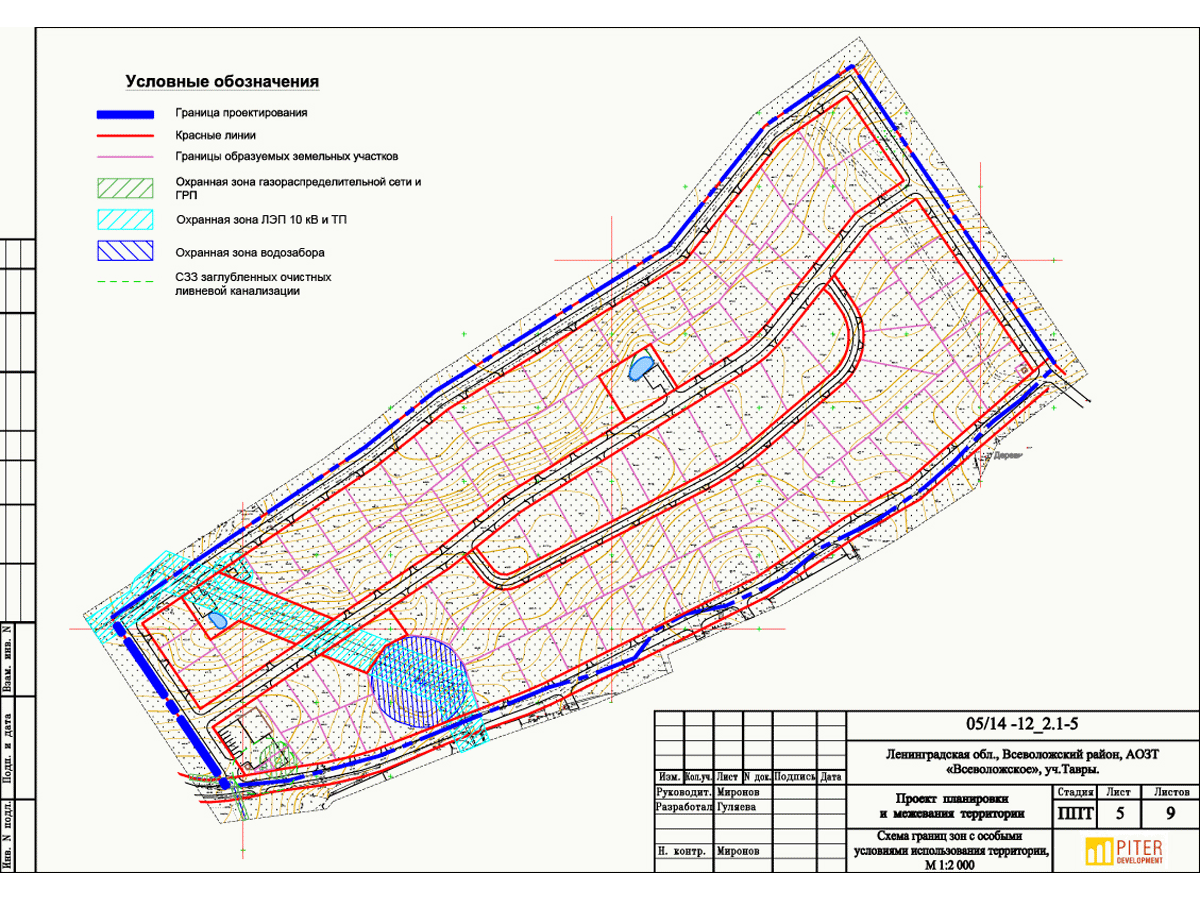 Условные обозначения
Граница проектирования
Красные линии
Границы образуемых земельных участков
Охранная зона газораспределительной сети и
ГРП
Охранная зона ЛЭП 10 кВ и ТП
Охранная зона водозабора
СЗЗ заглубленных очистных
ливневой канализации
Взам. инв. N
Подп. и дата
Инв. N подл.
05/14 -12_2.1-5
Ленинградская обл., Всеволожский район, АОЗТ
«Всеволожское», уч.Тавры.
Изм. Кол.уч. Лист N док. Подпись Дата
Руководит. Миронов
Разработал Гуляева
Н. контр. Миронов
Проект планировки
и межевания территории
Стадия Лист Листов
ППТ 5 9
Схема границ зон с особыми
условиями использования территории,
М 1:2 000
PITER
DEVELOPMENT